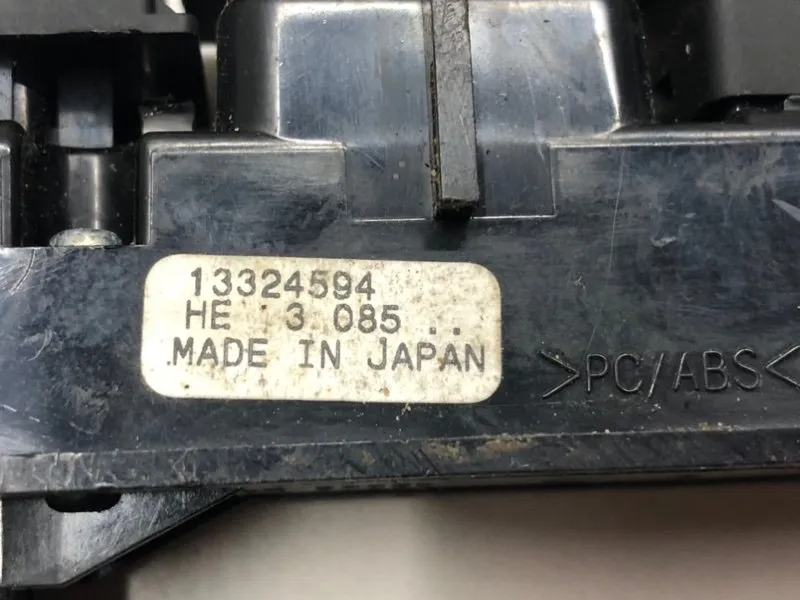 13324594
HE 3 085 ..
MADE IN JAPAN
>PC/ABS<